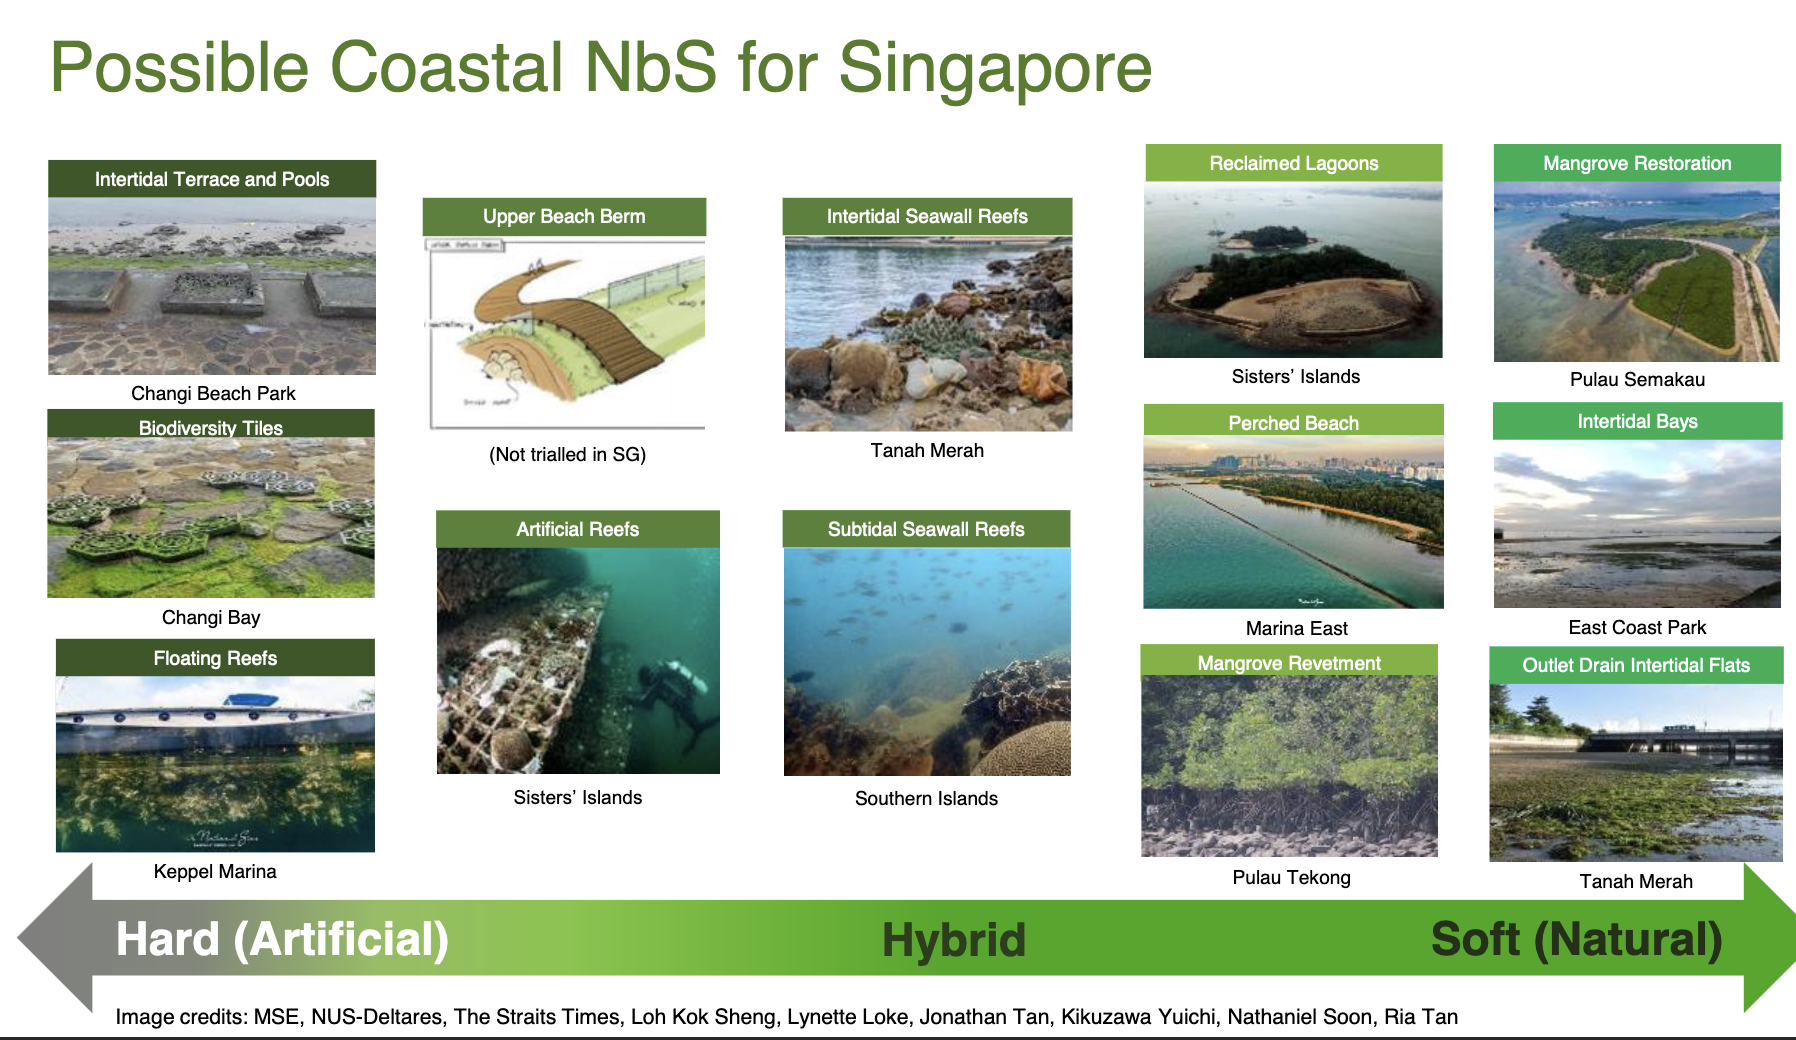 Possible Coastal NbS for Singapore
Intertidal Terrace and Pools
Changi Beach Park
Biodiversity Tiles
Changi Bay
Floating Reefs
Keppel Marina
Upper Beach Berm
(Not trialled in SG)
Artificial Reefs
Sisters’ Islands
Intertidal Seawall Reefs
Tanah Merah
Subtidal Seawall Reefs
Southern Islands
Reclaimed Lagoons
Sisters’ Islands
Perched Beach
Marina East
Mangrove Revetment
Pulau Tekong
Mangrove Restoration
Pulau Semakau
Intertidal Bays
East Coast Park
Outlet Drain Intertidal Flats
Tanah Merah
Hard (Artificial)
Hybrid
Soft (Natural)
Image credits: MSE, NUS-Deltares, The Straits Times, Loh Kok Sheng, Lynette Loke, Jonathan Tan, Kikuzawa Yuichi, Nathaniel Soon, Ria Tan